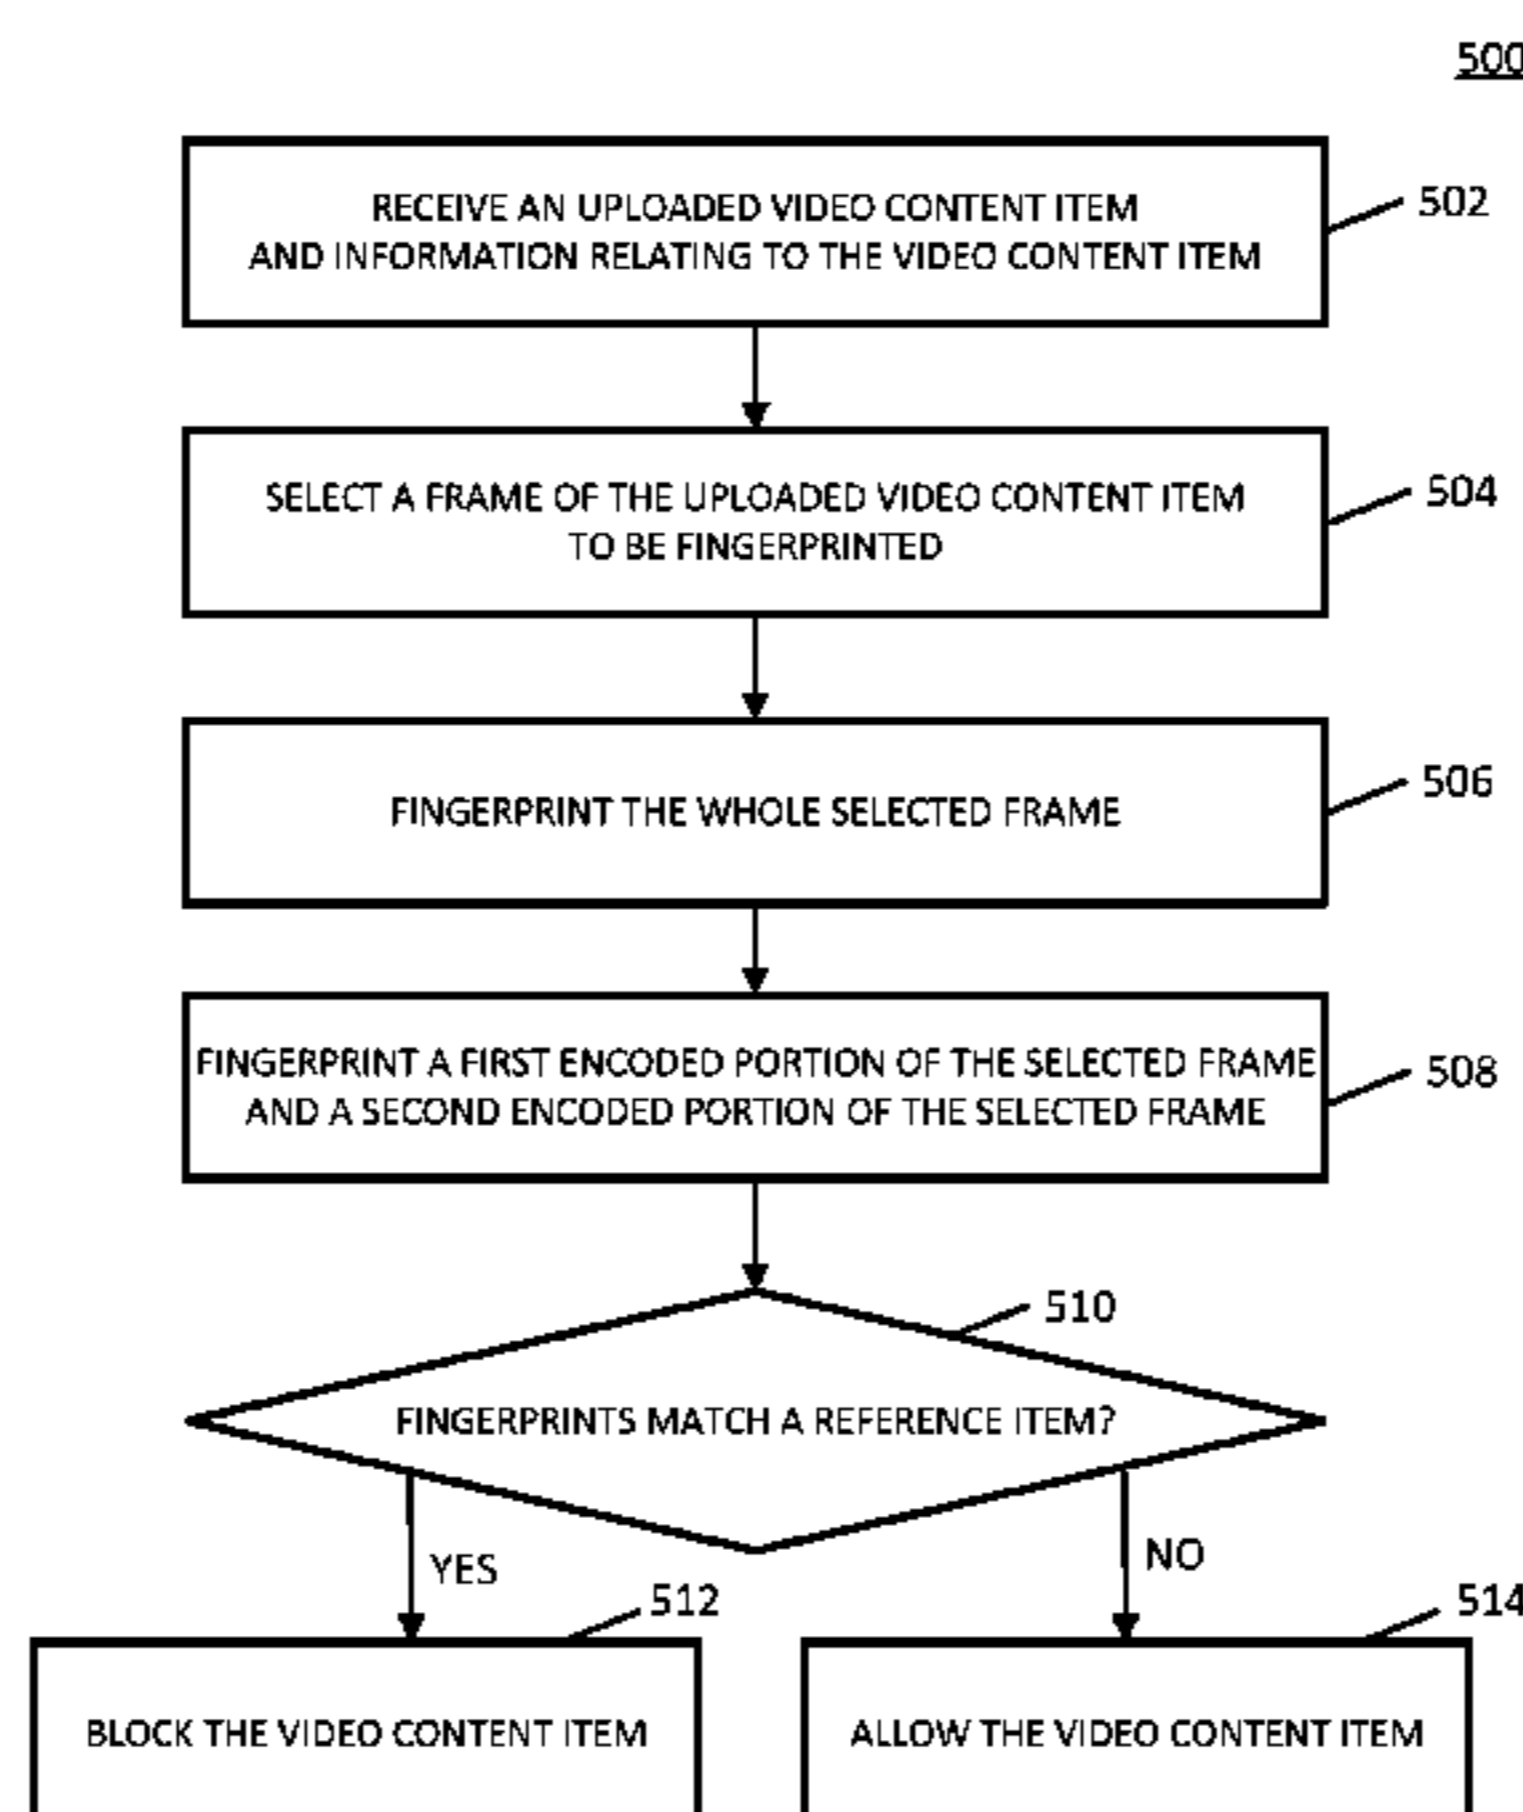 500
RECEIVE AN UPLOADED VIDEO CONTENT ITEM
AND INFORMATION RELATING TO THE VIDEO CONTENT ITEM
502
SELECT A FRAME OF THE UPLOADED VIDEO CONTENT ITEM
TO BE FINGERPRINTED
504
FINGERPRINT THE WHOLE SELECTED FRAME
506
FINGERPRINT A FIRST ENCODED PORTION OF THE SELECTED FRAME
AND A SECOND ENCODED PORTION OF THE SELECTED FRAME
508
510
FINGERPRINTS MATCH A REFERENCE ITEM?
YES
NO
512
514
BLOCK THE VIDEO CONTENT ITEM
ALLOW THE VIDEO CONTENT ITEM